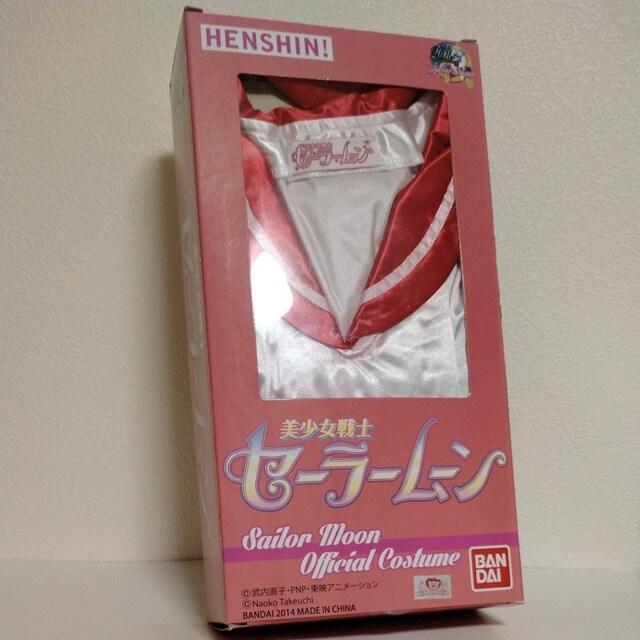 HENSHIN!
セーラームーン
美少女戦士
セーラームーン
Sailor Moon
Official Costume
BAN
DAI
© 武内直子・PNP・東映アニメーション
© Naoko Takeuchi
BANDAI 2014 MADE IN CHINA